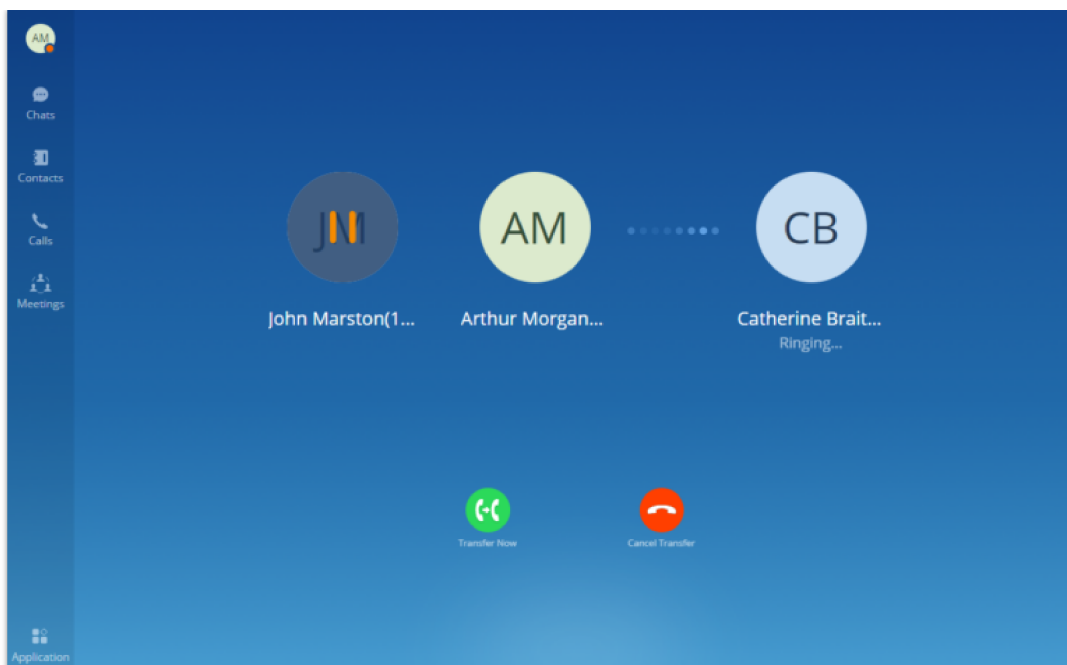 AM
Chats
Contacts
Calls
Meetings
JM
AM
CB
John Marston(1...
Arthur Morgan...
Catherine Brait...
Ringing...
Transfer Now
Cancel Transfer
Application